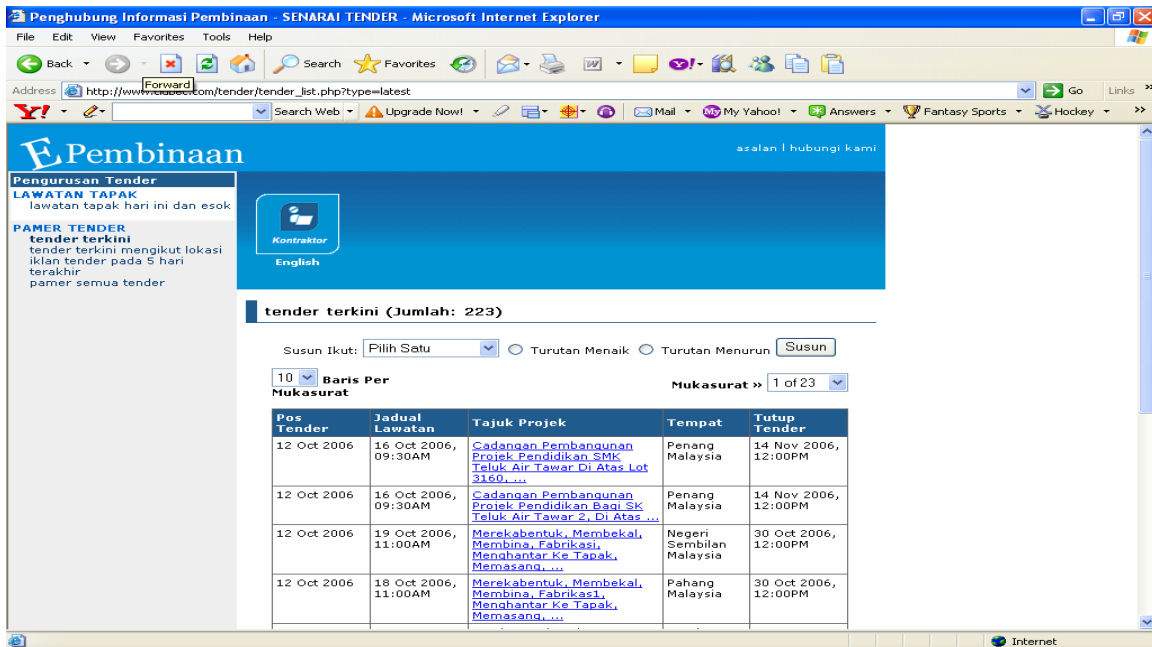 Penghubung Informasi Pembinaan - SENARAI TENDER - Microsoft Internet Explorer
File Edit View Favorites Tools Help
Back Search Favorites
Forward
Address http://www. .com/tender/tender_list.php?type=latest Go Links »
Y! Search Web Upgrade Now! Mail My Yahoo! Answers Fantasy Sports Hockey »
EPembinaan
asalan | hubungi kami
Pengurusan Tender
LAWATAN TAPAK
lawatan tapak hari ini dan esok
PAMER TENDER
tender terkini
tender terkini mengikut lokasi
iklan tender pada 5 hari
terakhir
pamer semua tender
Kontraktor
English
tender terkini (Jumlah: 223)
Susun Ikut: Pilih Satu Turutan Menaik Turutan Menurun Susun
10 Baris Per
Mukasurat
Mukasurat » 1 of 23
Pos
Tender
Jadual
Lawatan
Tajuk Projek
Tempat
Tutup
Tender
12 Oct 2006
16 Oct 2006,
09:30AM
Cadangan Pembangunan
Projek Pendidikan SMK
Teluk Air Tawar Di Atas Lot
3160, ...
Penang
Malaysia
14 Nov 2006,
12:00PM
12 Oct 2006
16 Oct 2006,
09:30AM
Cadangan Pembangunan
Projek Pendidikan Bagi SK
Teluk Air Tawar 2, Di Atas ...
Penang
Malaysia
14 Nov 2006,
12:00PM
12 Oct 2006
19 Oct 2006,
11:00AM
Merekabentuk, Membekal,
Membina, Fabrikasi,
Menghantar Ke Tapak,
Memasang, ...
Negeri
Sembilan
Malaysia
30 Oct 2006,
12:00PM
12 Oct 2006
18 Oct 2006,
11:00AM
Merekabentuk, Membekal,
Membina, Fabrikas1,
Menghantar Ke Tapak,
Memasang, ...
Pahang
Malaysia
30 Oct 2006,
12:00PM
Internet